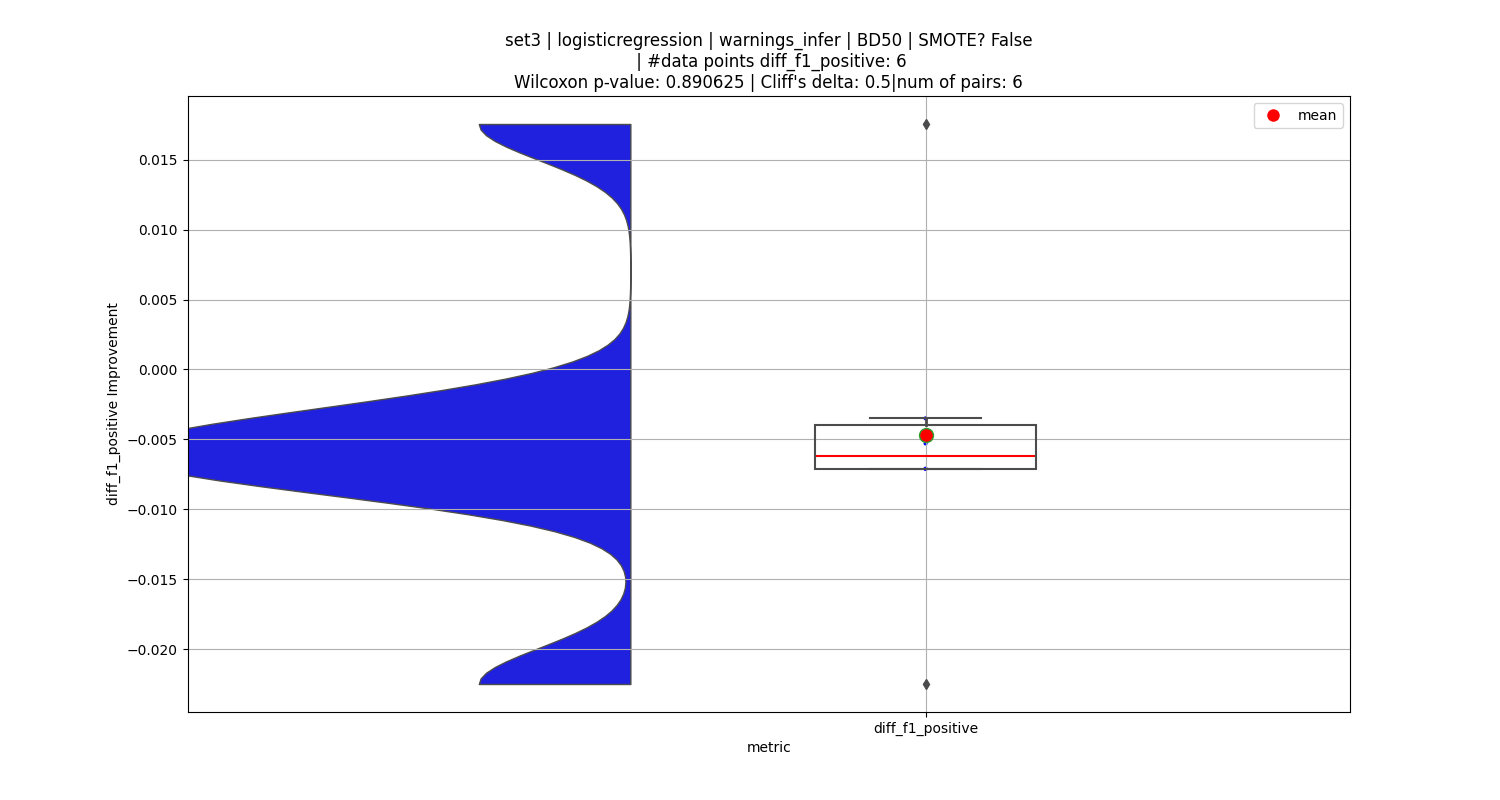 set3 | logisticregression | warnings_infer | BD50 | SMOTE? False
| #data points diff_f1_positive: 6
Wilcoxon p-value: 0.890625 | Cliff's delta: 0.5|num of pairs: 6
mean
0.015
0.010
0.005
0.000
−0.005
−0.010
−0.015
−0.020
diff_f1_positive Improvement
diff_f1_positive
metric